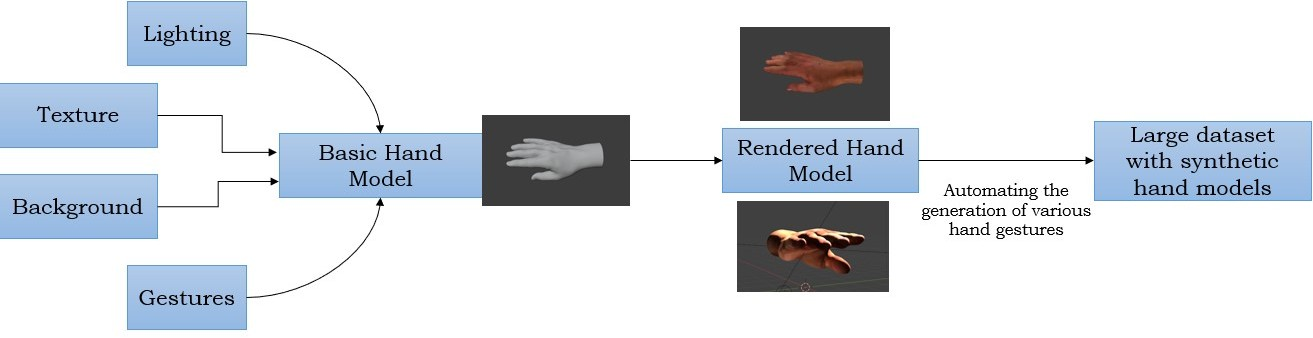 Lighting
Texture
Background
Gestures
Basic Hand
Model
Rendered Hand
Model
Automating the
generation of various
hand gestures
Large dataset
with synthetic
hand models